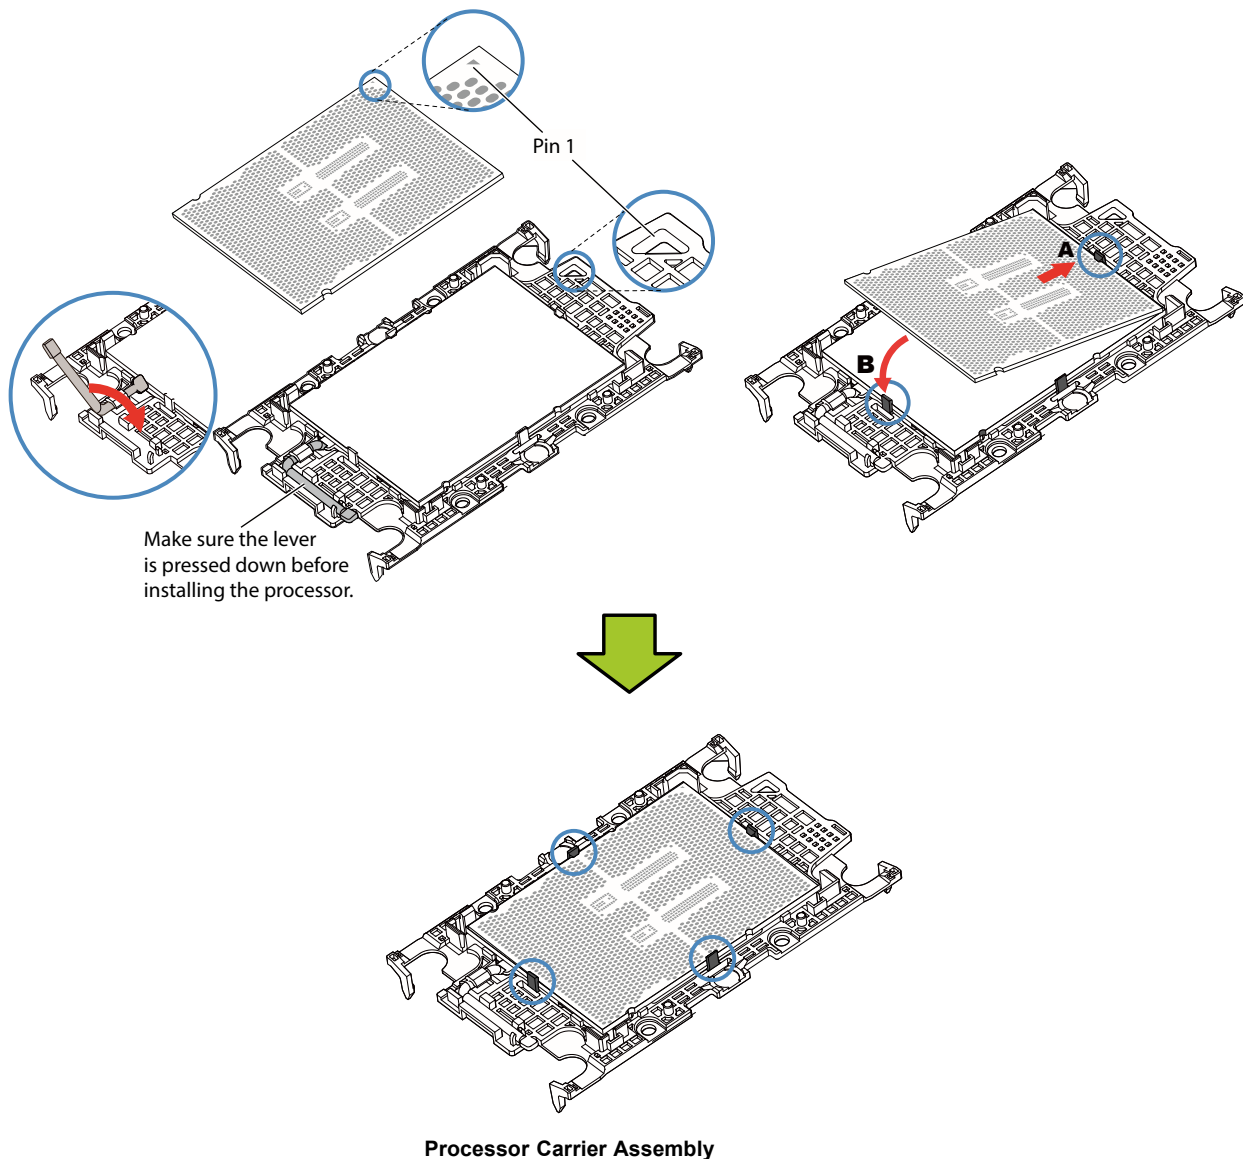 Pin 1
A
B
Make sure the lever
is pressed down before
installing the processor.
Processor Carrier Assembly